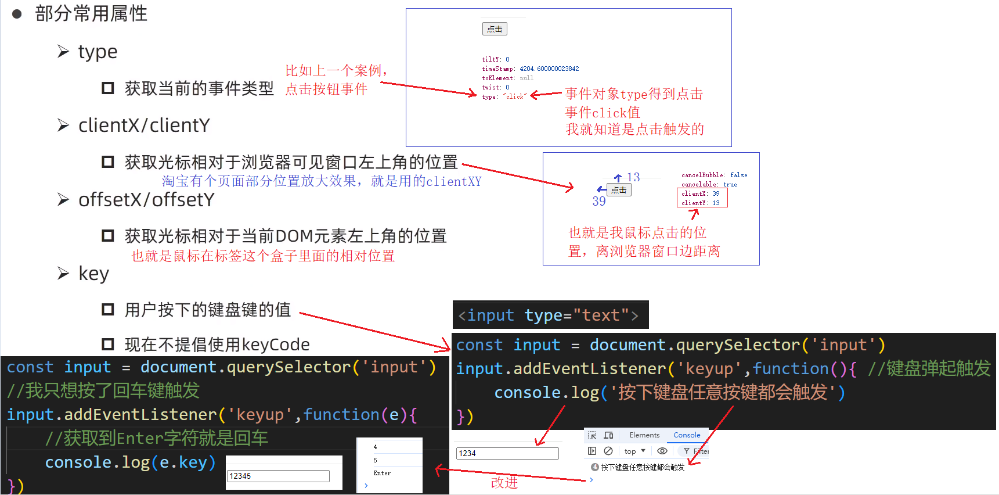 部分常用属性
type
获取当前的事件类型
比如上一个案例，
点击按钮事件
点击
tiltY: 0
timeStamp: 4204.600000023842
toElement: null
twist: 0
type: "click"
事件对象type得到点击
事件click值
我就知道是点击触发的
clientX/clientY
获取光标相对于浏览器可见窗口左上角的位置
淘宝有个页面部分位置放大效果，就是用的clientXY
13
点击
39
cancelBubble: false
cancelable: true
clientX: 39
clientY: 13
也就是我鼠标点击的位
置，离浏览器窗口边距离
offsetX/offsetY
获取光标相对于当前DOM元素左上角的位置
也就是鼠标在标签这个盒子里面的相对位置
key
用户按下的键盘键的值
现在不提倡使用keyCode
<input type="text">
const input = document.querySelector('input')
input.addEventListener('keyup',function(){ //键盘弹起触发
console.log('按下键盘任意按键都会触发')
})
1234
Elements Console
top Filter
4 按下键盘任意按键都会触发
改进
const input = document.querySelector('input')
//我只想按了回车键触发
input.addEventListener('keyup',function(e){
//获取到Enter字符就是回车
console.log(e.key)
})
12345
4
5
Enter